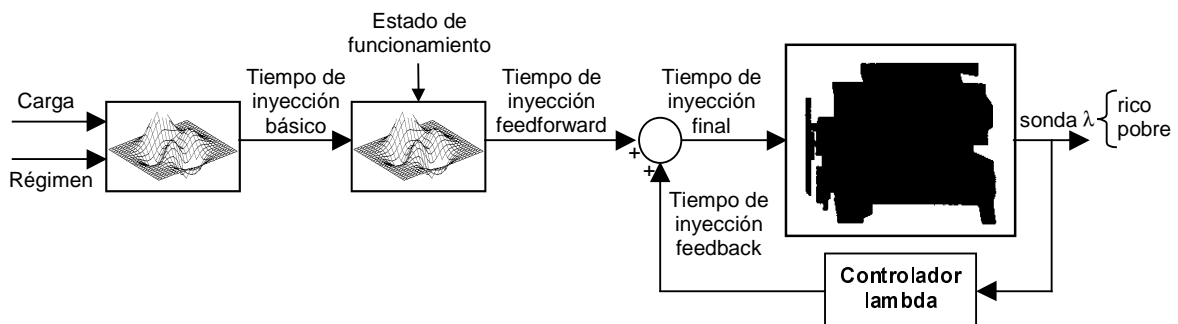 Estado de
funcionamiento
Carga
Régimen
Tiempo de
inyección
básico
Tiempo de
inyección
feedforward
+
+
Tiempo de
inyección
final
Tiempo de
inyección
feedback
sonda λ
rico
pobre
Controlador
lambda